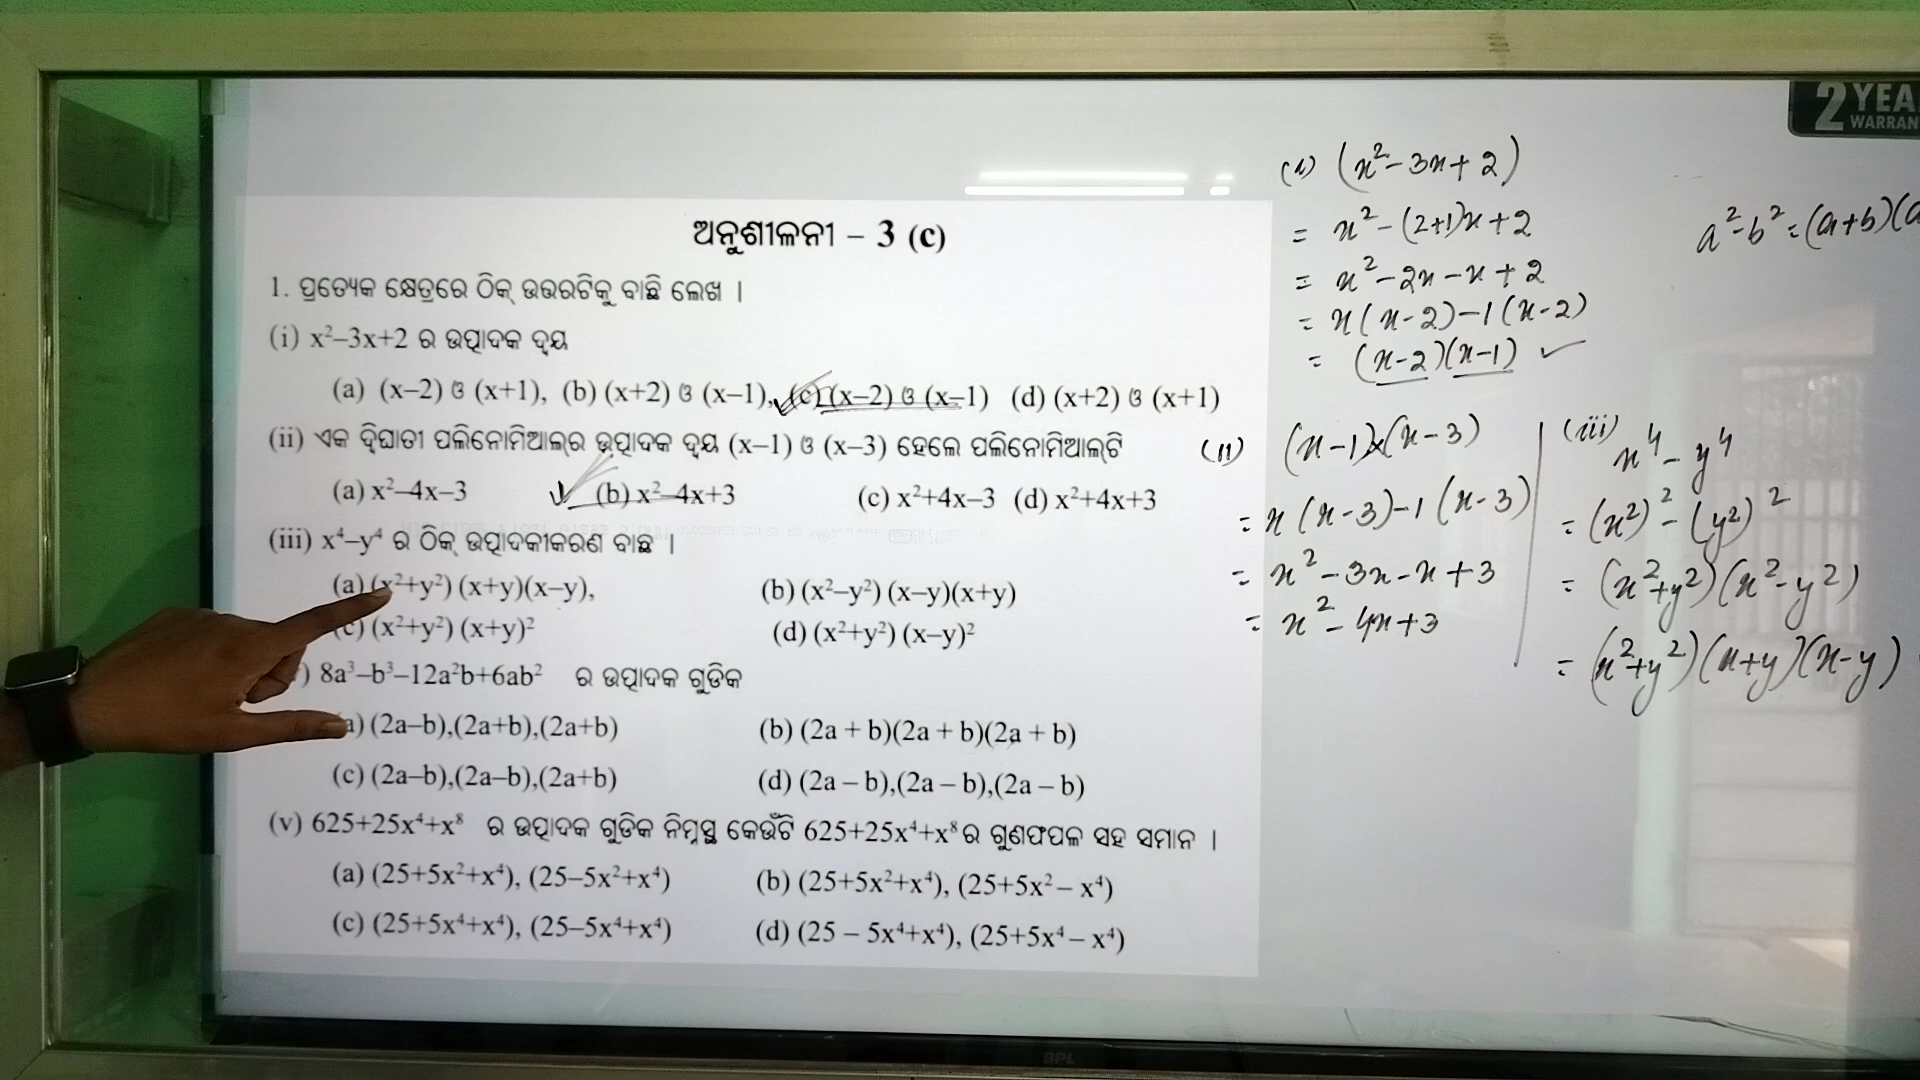 2 YEA
WARRAN
ଅନୁଶୀଳନୀ – 3 (c)
1. ପ୍ରତ୍ୟେକ କ୍ଷେତ୍ରରେ ଠିକ୍ ଉତ୍ତରଟିକୁ ବାଛି ଲେଖ ।
(i) x²–3x+2 ର ଉତ୍ପାଦକ ଦ୍ଵୟ
(a) (x–2) ଓ (x+1), (b) (x+2) ଓ (x–1), (c) (x–2) ଓ (x–1) (d) (x+2) ଓ (x+1)
(ii) ଏକ ଦ୍ଵିଘାତୀ ପଲିନୋମିଆଲ୍‌ର ଉତ୍ପାଦକ ଦ୍ଵୟ (x–1) ଓ (x–3) ହେଲେ ପଲିନୋମିଆଲ୍‌ଟି
(a) x²–4x–3 (b) x²–4x+3 (c) x²+4x–3 (d) x²+4x+3
(iii) x⁴–y⁴ ର ଠିକ୍ ଉତ୍ପାଦକୀକରଣ ବାଛ ।
(a) (x²+y²) (x+y)(x–y), (b) (x²–y²) (x–y)(x+y)
(c) (x²+y²) (x+y)² (d) (x²+y²) (x–y)²
) 8a³–b³–12a²b+6ab² ର ଉତ୍ପାଦକ ଗୁଡିକ
a) (2a–b),(2a+b),(2a+b) (b) (2a + b)(2a + b)(2a + b)
(c) (2a–b),(2a–b),(2a+b) (d) (2a – b),(2a – b),(2a – b)
(v) 625+25x⁴+x⁸ ର ଉତ୍ପାଦକ ଗୁଡିକ ନିମ୍ନସ୍ଥ କେଉଁଟି 625+25x⁴+x⁸ ର ଗୁଣଫପଳ ସହ ସମାନ ।
(a) (25+5x²+x⁴), (25–5x²+x⁴) (b) (25+5x²+x⁴), (25+5x²– x⁴)
(c) (25+5x⁴+x⁴), (25–5x⁴+x⁴) (d) (25 – 5x⁴+x⁴), (25+5x⁴– x⁴)
(i) (x²-3x+2)
= x²-(2+1)x+2
= x²-2x-x+2
= x(x-2)-1(x-2)
= (x-2)(x-1) ✓
a²-b²=(a+b)(a
(ii) (x-1)×(x-3)
= x(x-3)-1(x-3)
= x²-3x-x+3
= x²-4x+3
(iii) x⁴-y⁴
= (x²)²-(y²)²
= (x²+y²)(x²-y²)
= (x²+y²)(x+y)(x-y)
BPL